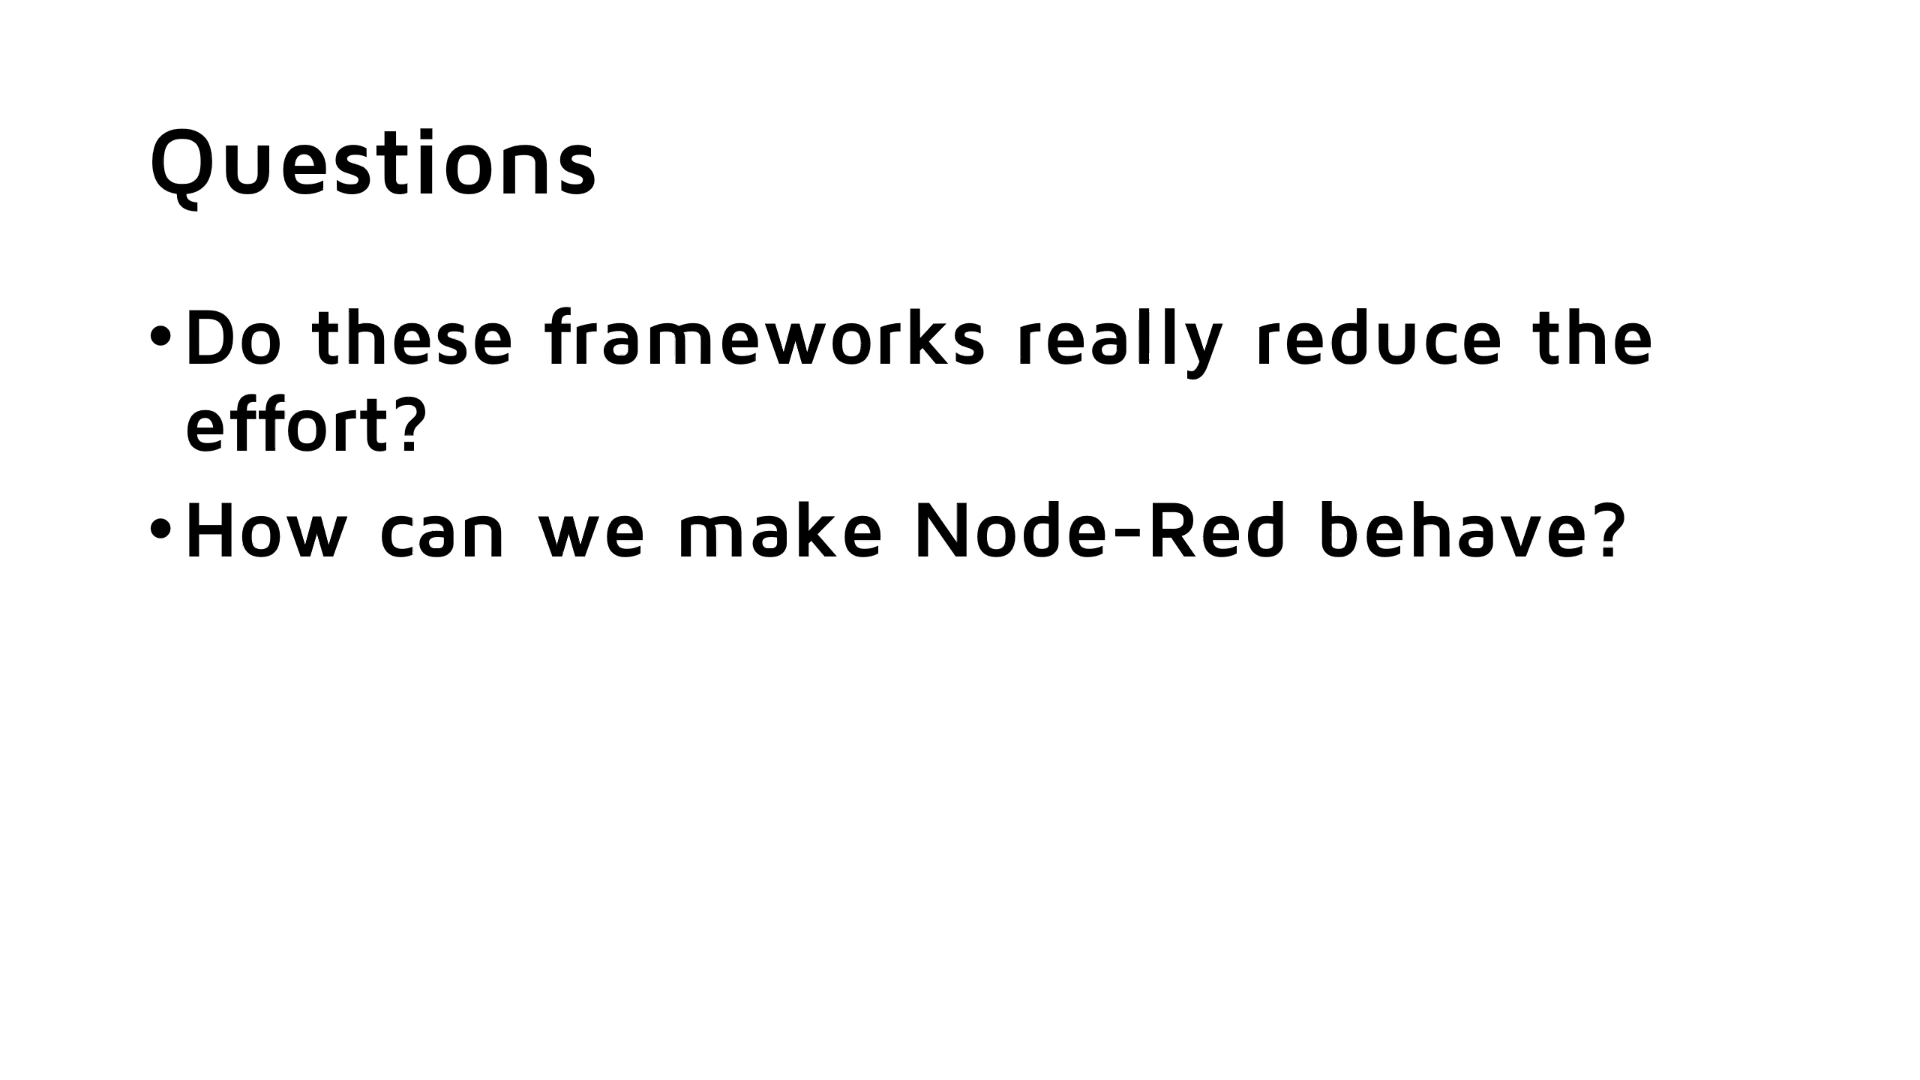 Questions
•Do these frameworks really reduce the
effort?
•How can we make Node-Red behave?